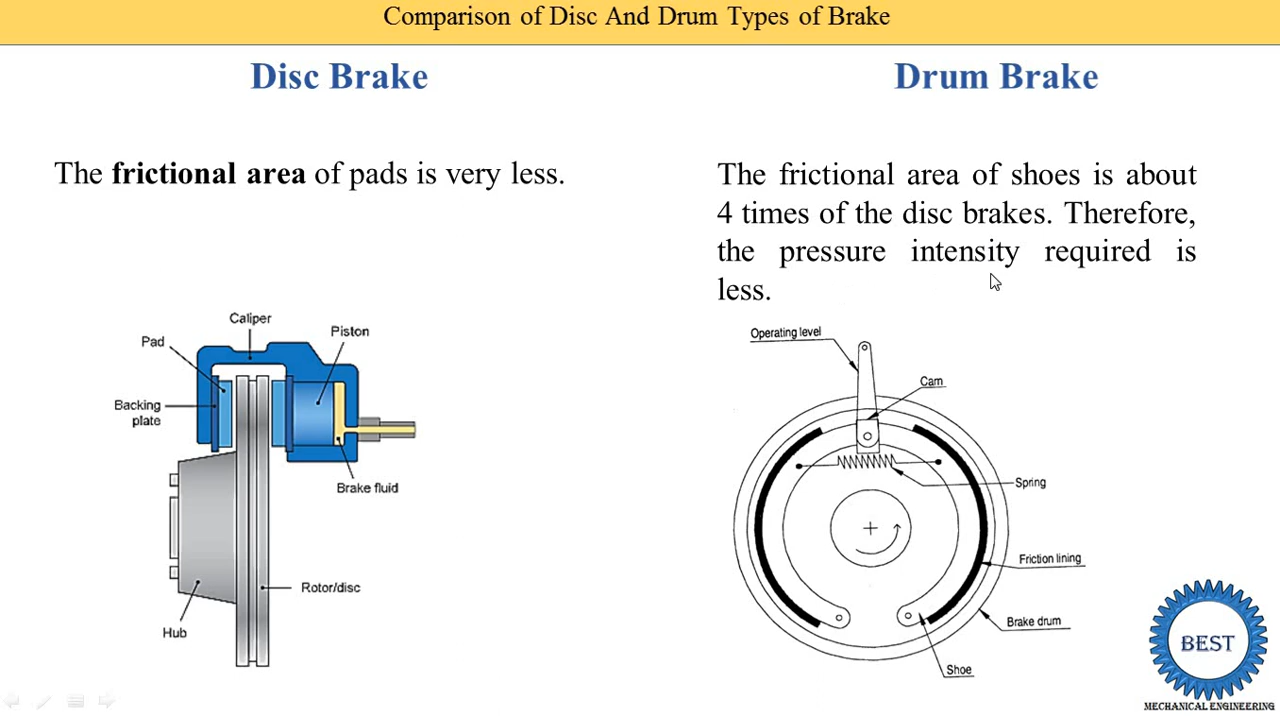 Comparison of Disc And Drum Types of Brake
Disc Brake
The frictional area of pads is very less.
Caliper
Pad
Piston
Backing
plate
Brake fluid
Rotor/disc
Hub
Drum Brake
The frictional area of shoes is about
4 times of the disc brakes. Therefore,
the pressure intensity required is
less.
Operating level
Cam
Spring
Friction lining
Brake drum
Shoe
BEST
MECHANICAL ENGINEERING